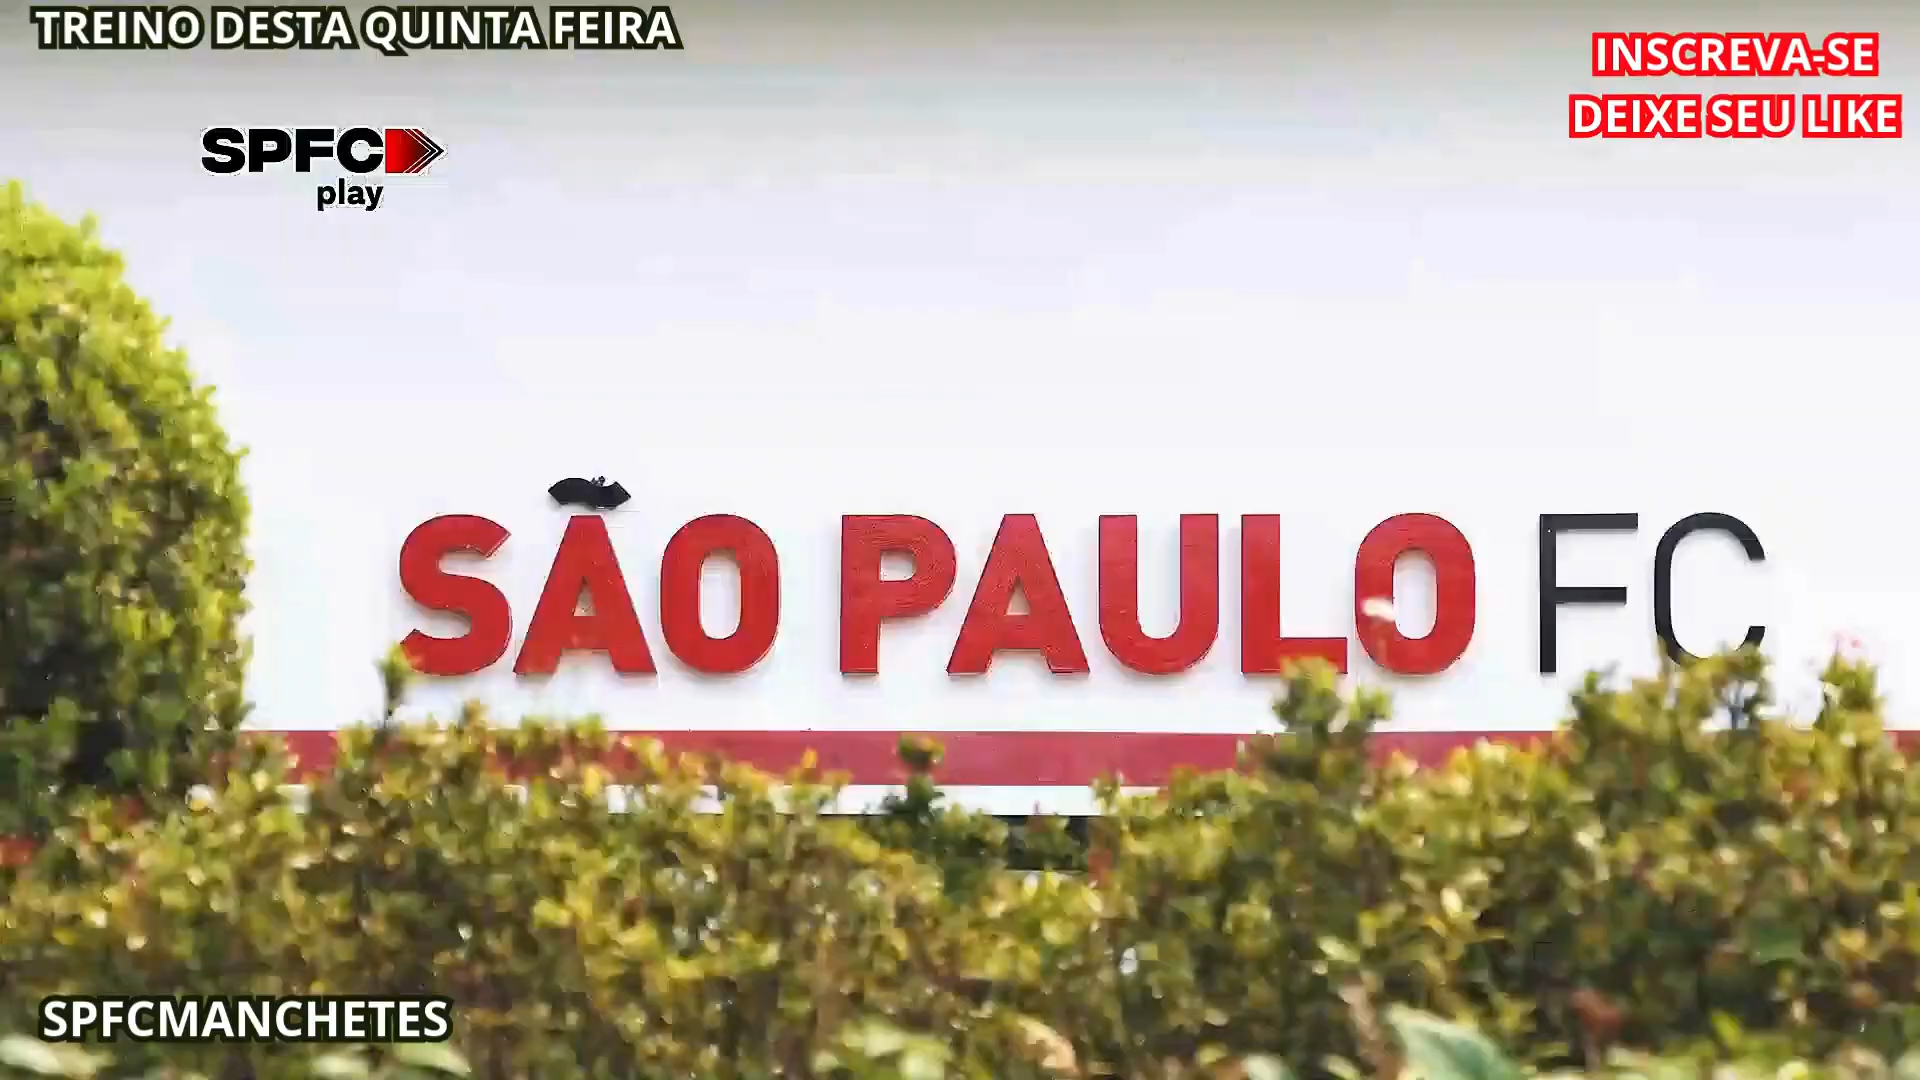 TREINO DESTA QUINTA FEIRA
INSCREVA-SE
DEIXE SEU LIKE
SPFC
play
SÃO PAULO FC
SPFCMANCHETES